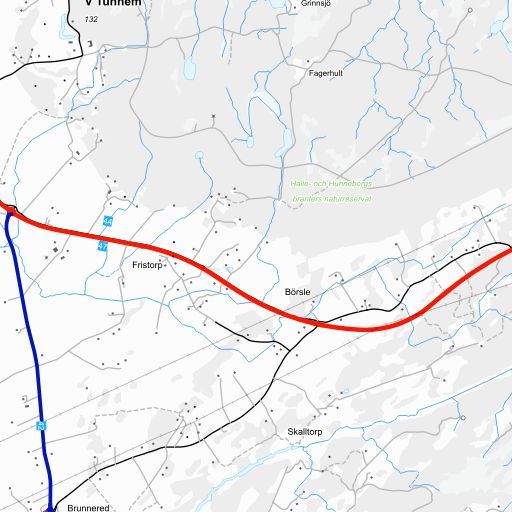 V Tunhem
132
Grinnsjö
Fagerhult
Halle- och Hunnebergs
branters naturreservat
44
47
Fristorp
Börsle
Skalltorp
Brunnered